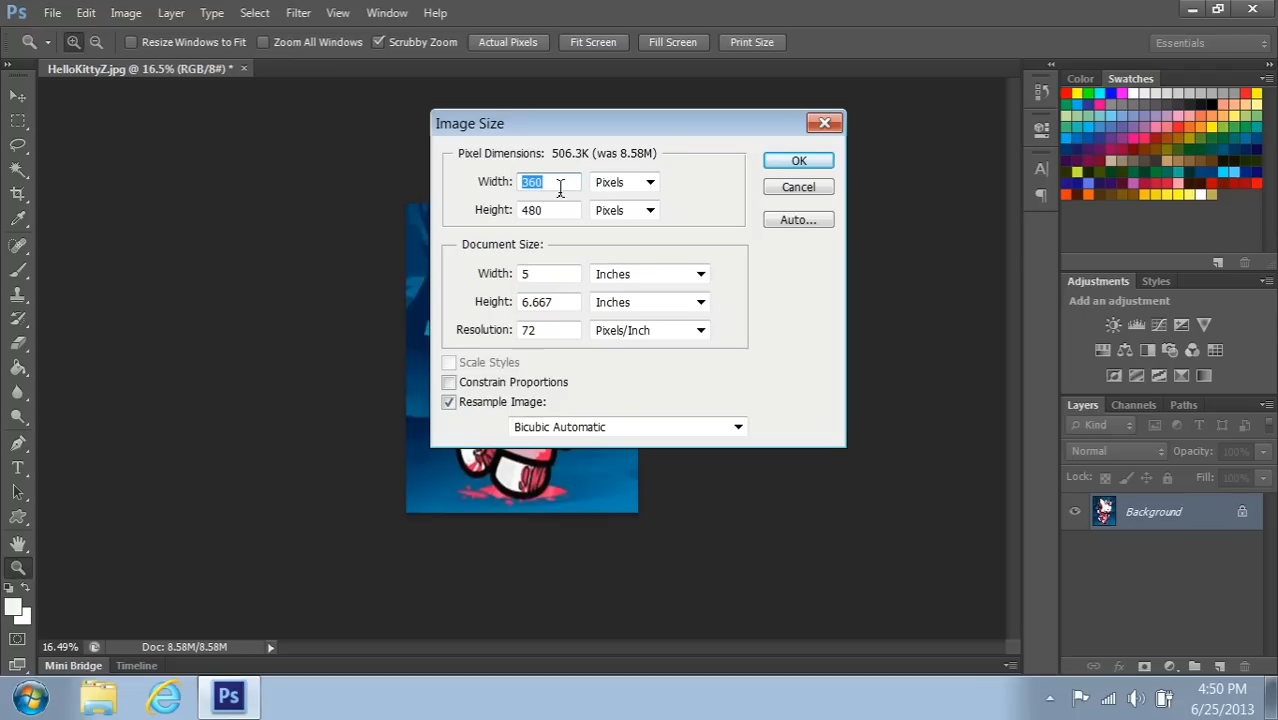 Ps File Edit Image Layer Type Select Filter View Window Help
Resize Windows to Fit Zoom All Windows Scrubby Zoom Actual Pixels Fit Screen Fill Screen Print Size Essentials
HelloKittyZ.jpg @ 16.5% (RGB/8#) * ×
Color Swatches
Image Size
Pixel Dimensions: 506.3K (was 8.58M)
Width: 360 Pixels
Height: 480 Pixels
OK
Cancel
Auto...
Document Size:
Width: 5 Inches
Height: 6.667 Inches
Resolution: 72 Pixels/Inch
Scale Styles
Constrain Proportions
Resample Image:
Bicubic Automatic
Adjustments Styles
Add an adjustment
Layers Channels Paths
Kind
Normal Opacity: 100%
Lock: Fill: 100%
Background
16.49% Doc: 8.58M/8.58M
Mini Bridge Timeline
Ps
4:50 PM
6/25/2013